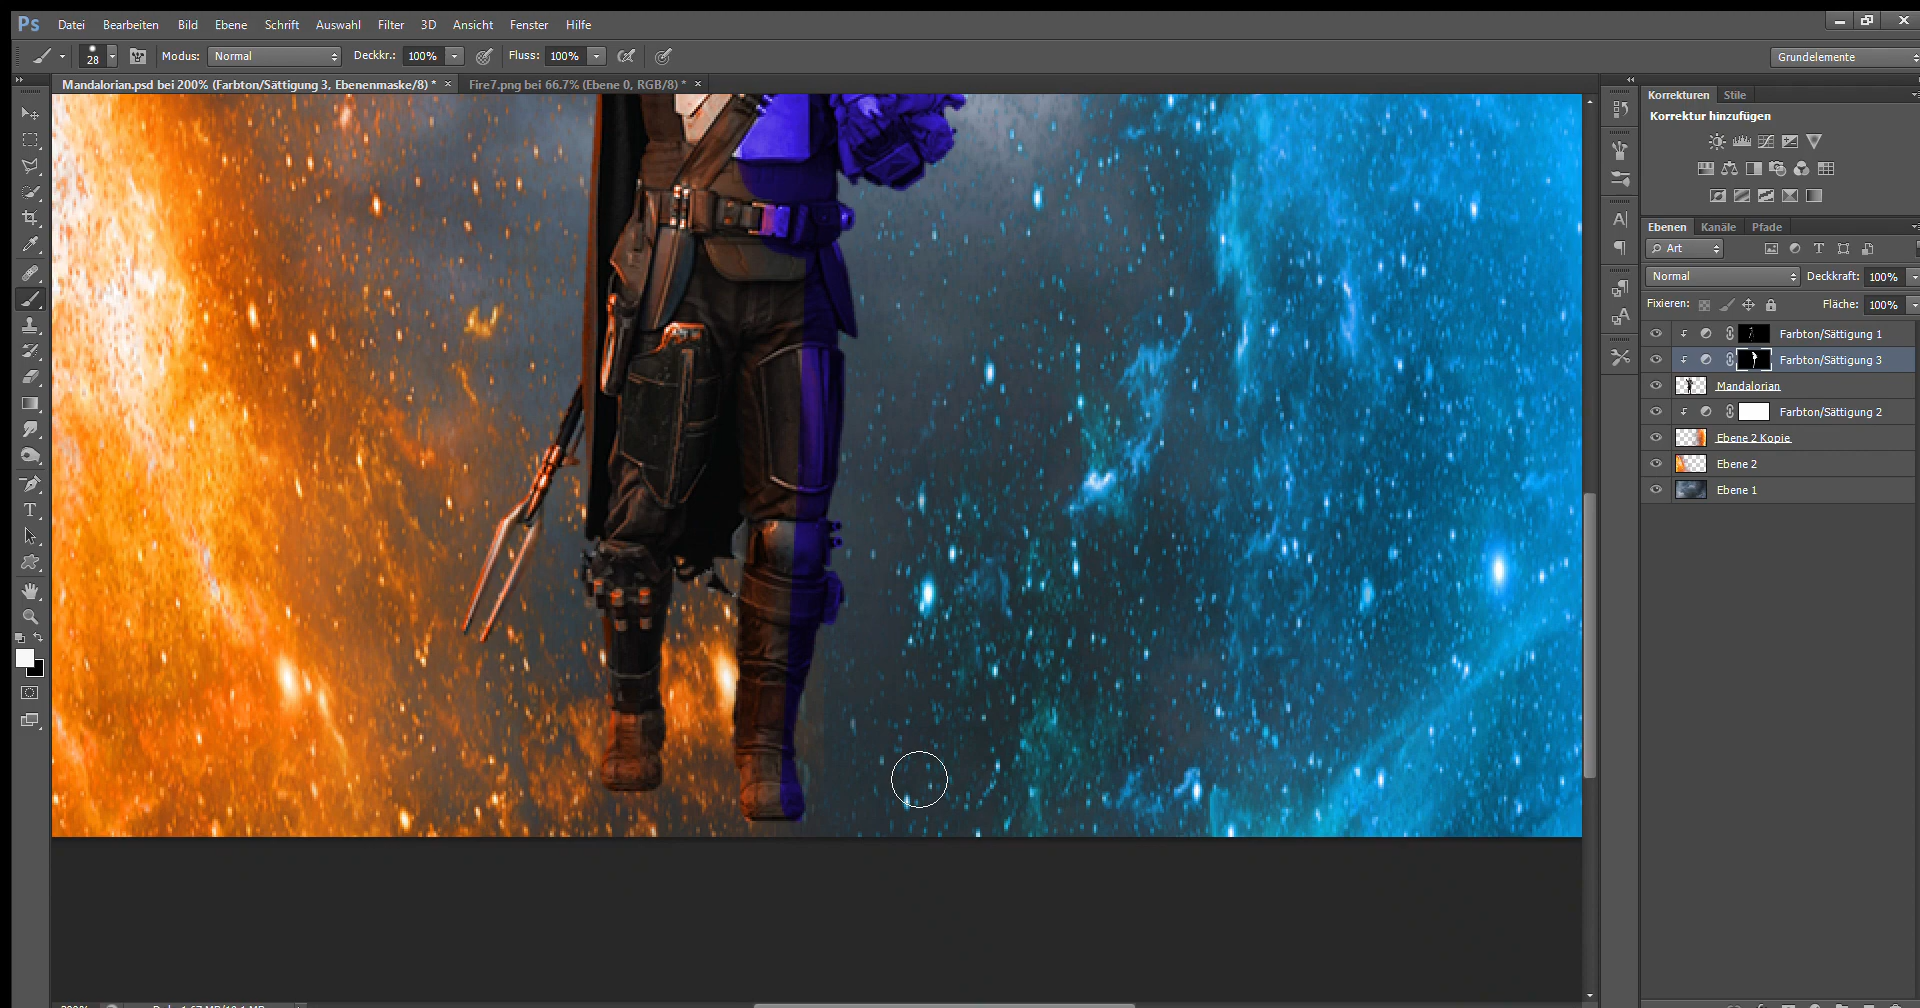 Ps Datei Bearbeiten Bild Ebene Schrift Auswahl Filter 3D Ansicht Fenster Hilfe
28 Modus: Normal Deckkr.: 100% Fluss: 100% Grundelemente
Mandalorian.psd bei 200% (Farbton/Sättigung 3, Ebenenmaske/8) * × Fire7.png bei 66.7% (Ebene 0, RGB/8) * ×
Korrekturen Stile
Korrektur hinzufügen
Ebenen Kanäle Pfade
Art T
Normal Deckkraft: 100%
Fixieren: Fläche: 100%
Farbton/Sättigung 1
Farbton/Sättigung 3
Mandalorian
Farbton/Sättigung 2
Ebene 2 Kopie
Ebene 2
Ebene 1